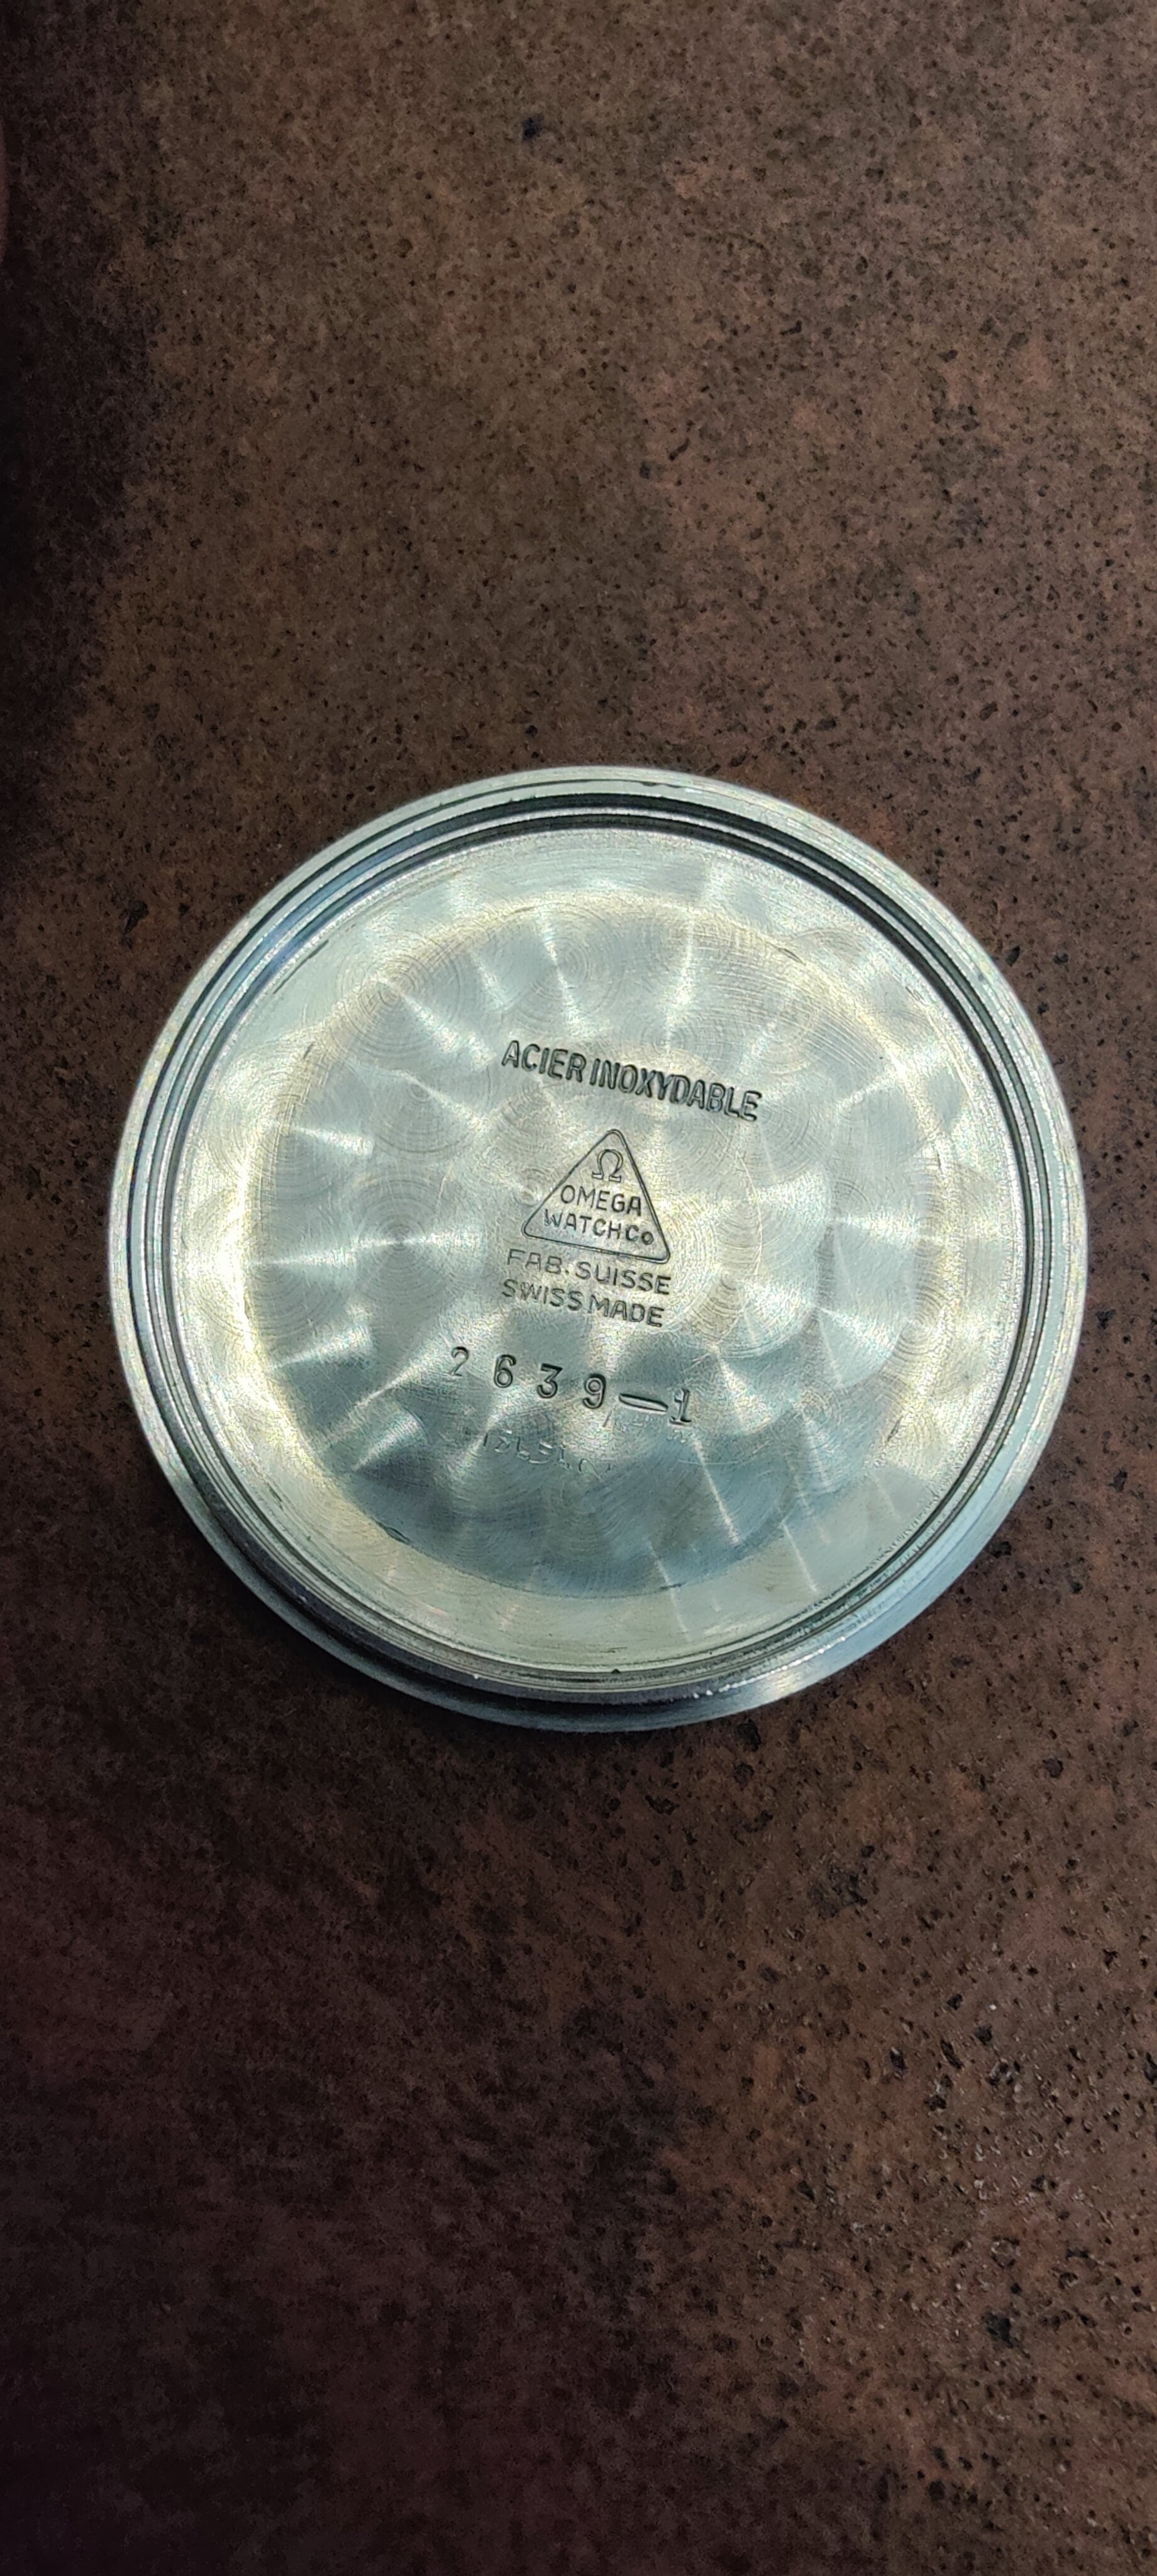 ACIER INOXYDABLE
Ω
OMEGA
WATCH Co
FAB. SUISSE
SWISS MADE
2639-1